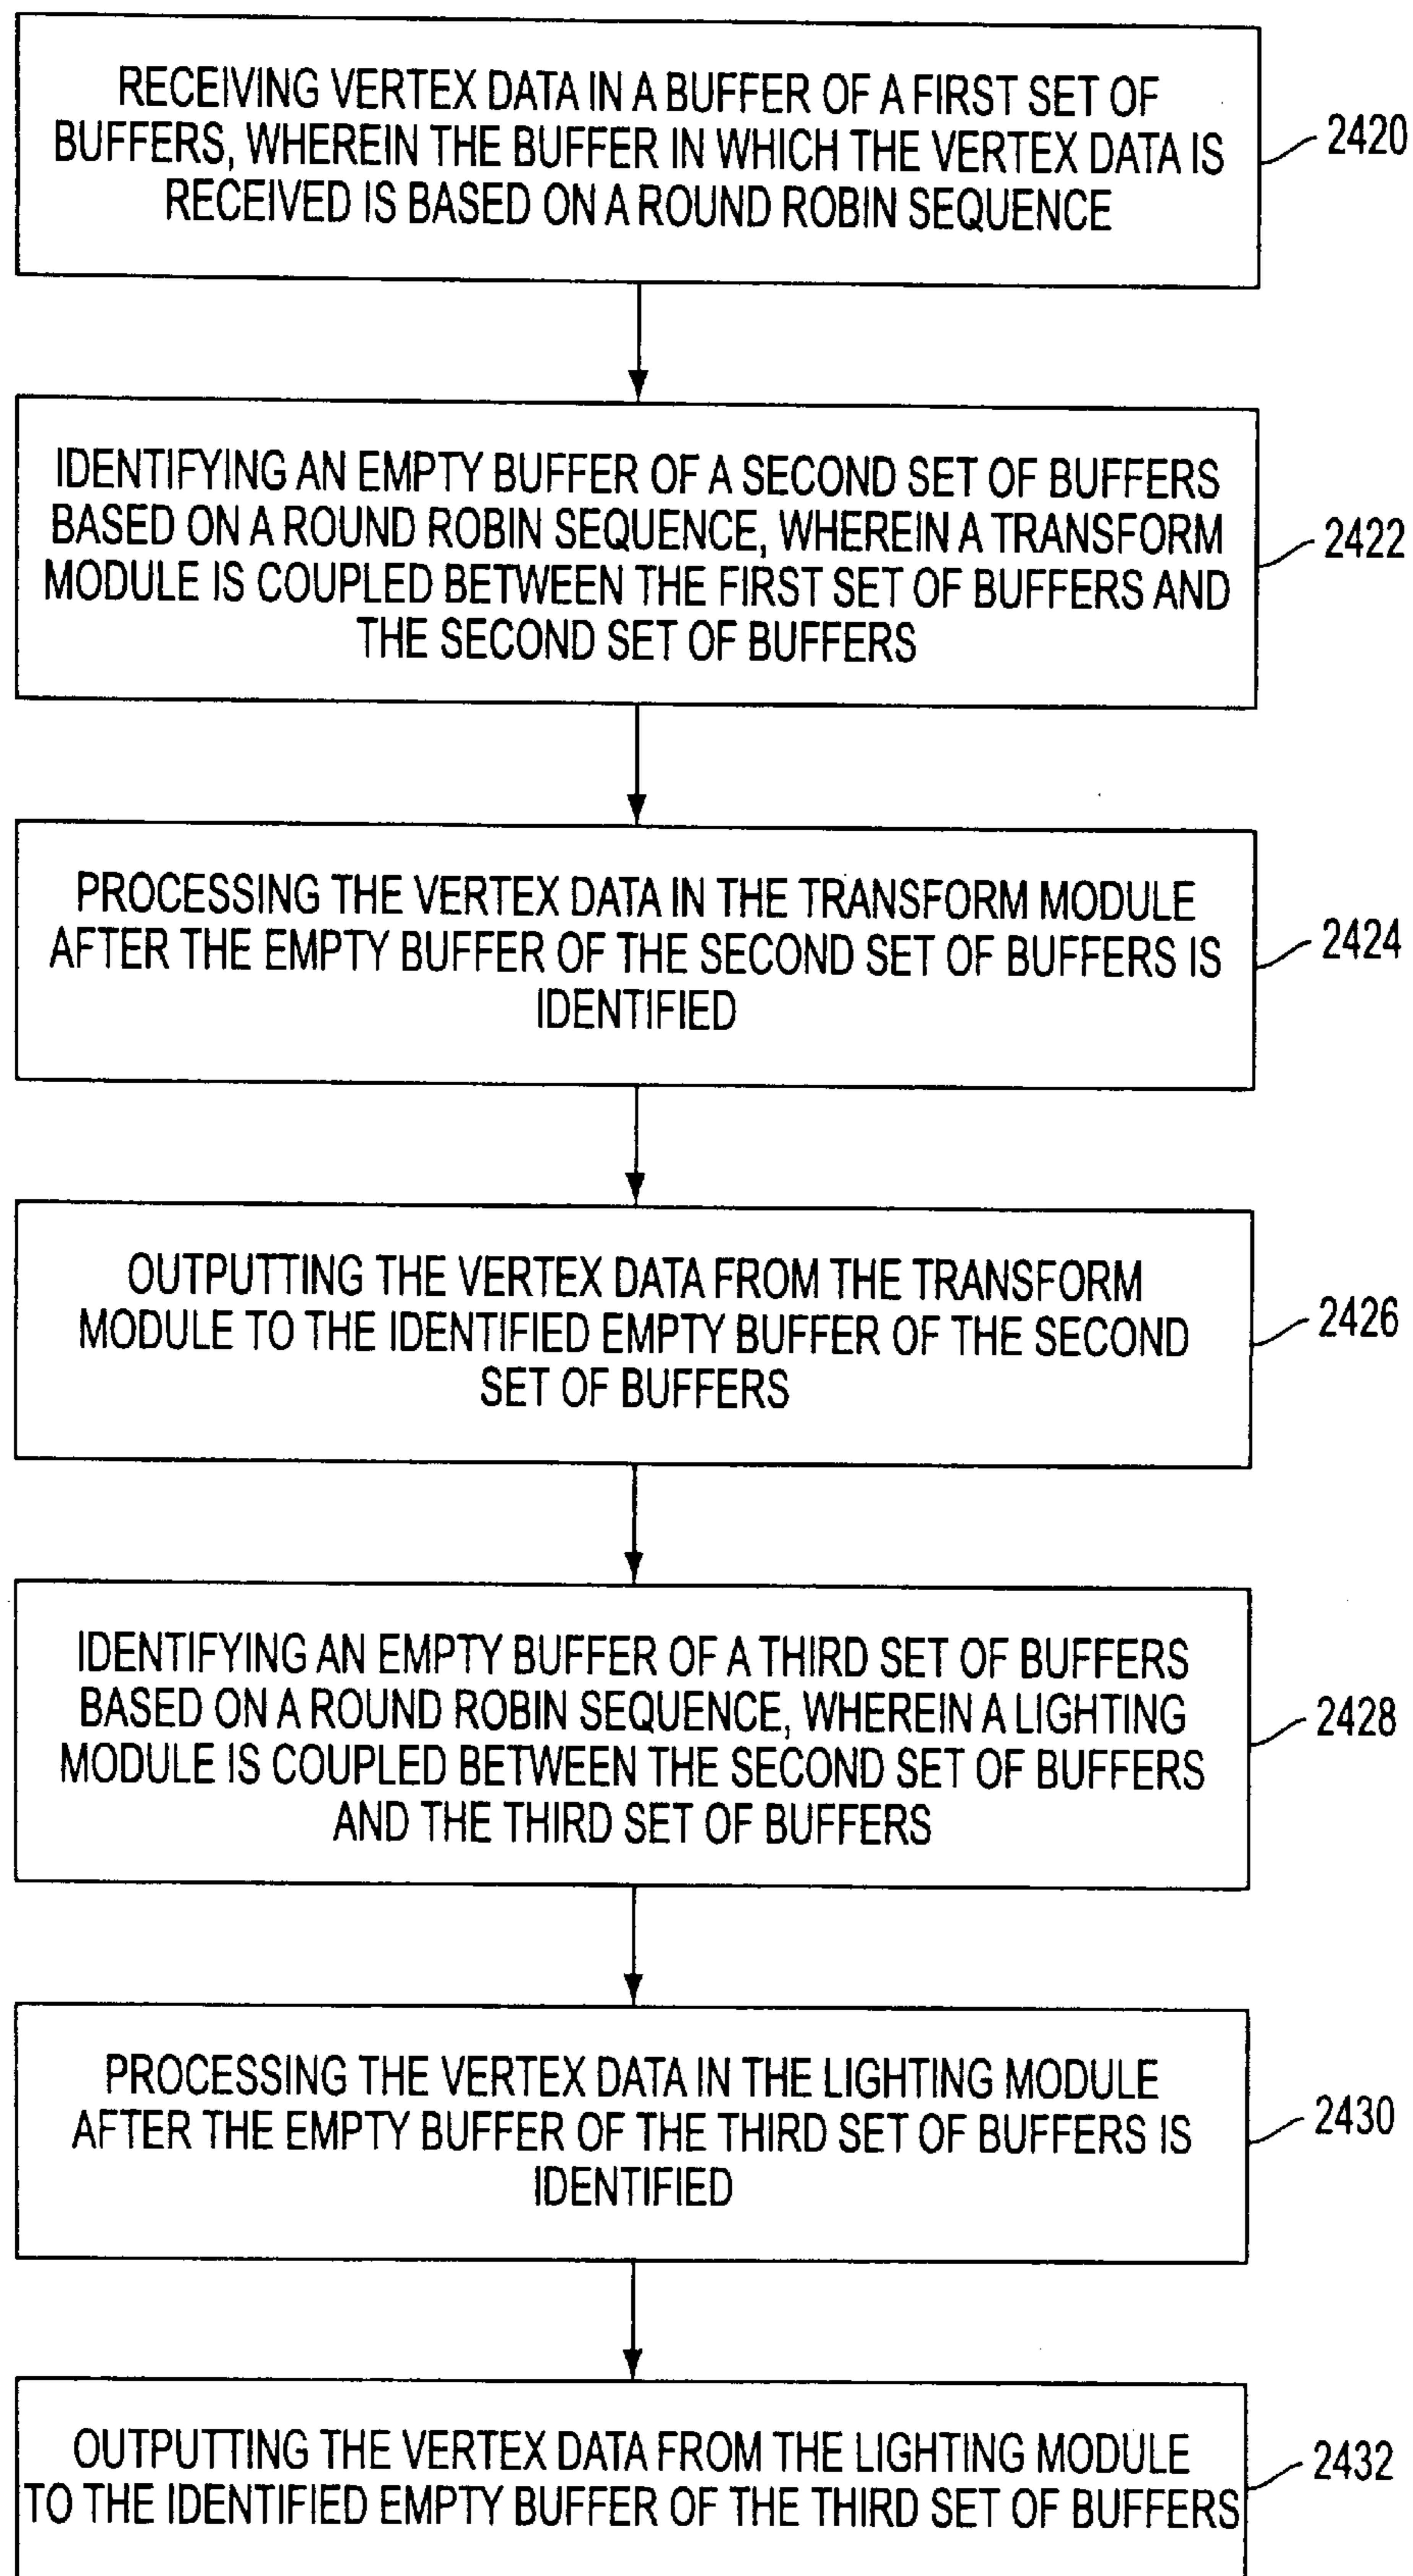 RECEIVING VERTEX DATA IN A BUFFER OF A FIRST SET OF
BUFFERS, WHEREIN THE BUFFER IN WHICH THE VERTEX DATA IS
RECEIVED IS BASED ON A ROUND ROBIN SEQUENCE
2420
IDENTIFYING AN EMPTY BUFFER OF A SECOND SET OF BUFFERS
BASED ON A ROUND ROBIN SEQUENCE, WHEREIN A TRANSFORM
MODULE IS COUPLED BETWEEN THE FIRST SET OF BUFFERS AND
THE SECOND SET OF BUFFERS
2422
PROCESSING THE VERTEX DATA IN THE TRANSFORM MODULE
AFTER THE EMPTY BUFFER OF THE SECOND SET OF BUFFERS IS
IDENTIFIED
2424
OUTPUTTING THE VERTEX DATA FROM THE TRANSFORM
MODULE TO THE IDENTIFIED EMPTY BUFFER OF THE SECOND
SET OF BUFFERS
2426
IDENTIFYING AN EMPTY BUFFER OF A THIRD SET OF BUFFERS
BASED ON A ROUND ROBIN SEQUENCE, WHEREIN A LIGHTING
MODULE IS COUPLED BETWEEN THE SECOND SET OF BUFFERS
AND THE THIRD SET OF BUFFERS
2428
PROCESSING THE VERTEX DATA IN THE LIGHTING MODULE
AFTER THE EMPTY BUFFER OF THE THIRD SET OF BUFFERS IS
IDENTIFIED
2430
OUTPUTTING THE VERTEX DATA FROM THE LIGHTING MODULE
TO THE IDENTIFIED EMPTY BUFFER OF THE THIRD SET OF BUFFERS
2432